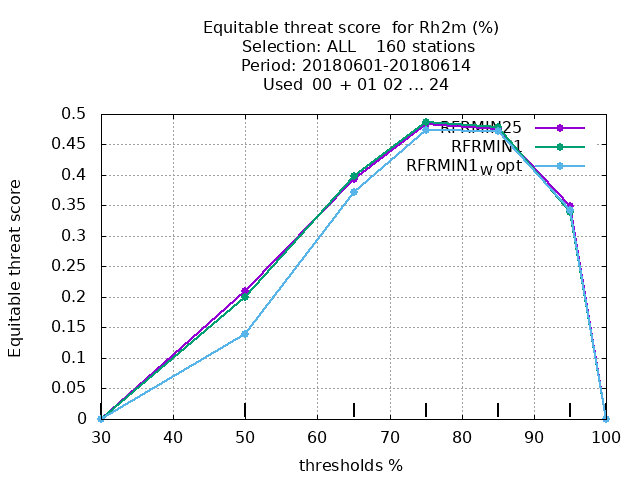 Equitable threat score  for Rh2m (%)
Selection: ALL    160 stations
Period: 20180601-20180614
Used  00 + 01 02 ... 24
RFRMIN25
RFRMIN1
RFRMIN1W opt
Equitable threat score
0.5
0.45
0.4
0.35
0.3
0.25
0.2
0.15
0.1
0.05
0
30 40 50 60 70 80 90 100
thresholds %